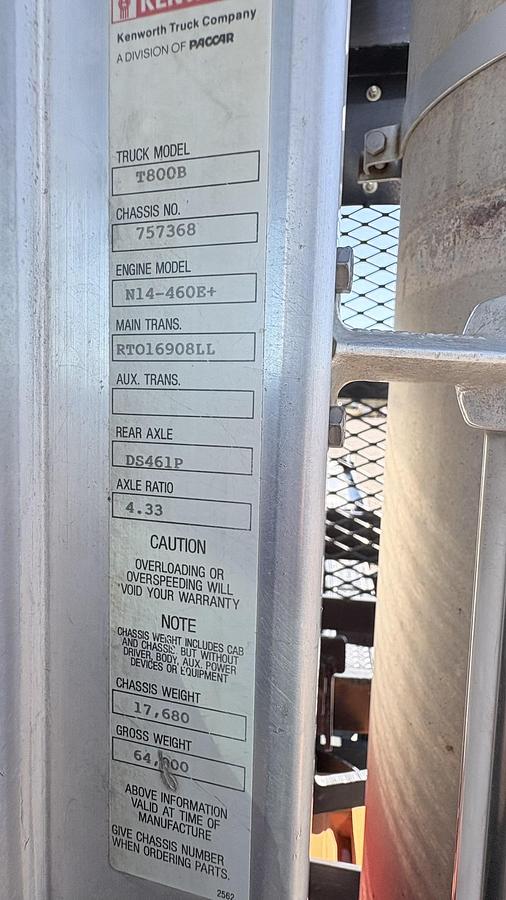 Kenworth Truck Company
A DIVISION OF PACCAR
TRUCK MODEL
T800B
CHASSIS NO.
757368
ENGINE MODEL
N14-460E+
MAIN TRANS.
RTO16908LL
AUX. TRANS.
REAR AXLE
DS461P
AXLE RATIO
4.33
CAUTION
OVERLOADING OR
OVERSPEEDING WILL
VOID YOUR WARRANTY
NOTE
CHASSIS WEIGHT INCLUDES CAB
AND CHASSIS, BUT WITHOUT
DRIVER, BODY, AUX. POWER
DEVICES OR EQUIPMENT
CHASSIS WEIGHT
17,680
GROSS WEIGHT
ABOVE INFORMATION
VALID AT TIME OF
MANUFACTURE
GIVE CHASSIS NUMBER
WHEN ORDERING PARTS.
2562